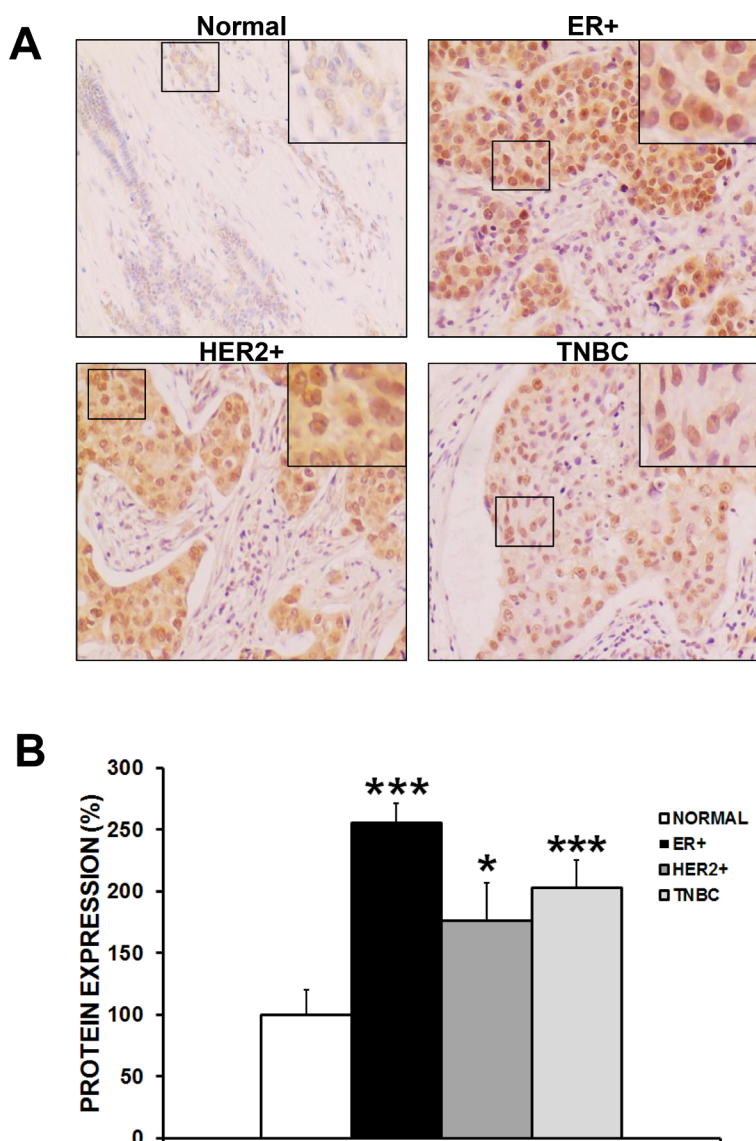 A
Normal
ER+
HER2+
TNBC
B
PROTEIN EXPRESSION (%)
300
250
200
150
100
50
0
***
*
***
NORMAL
ER+
HER2+
TNBC